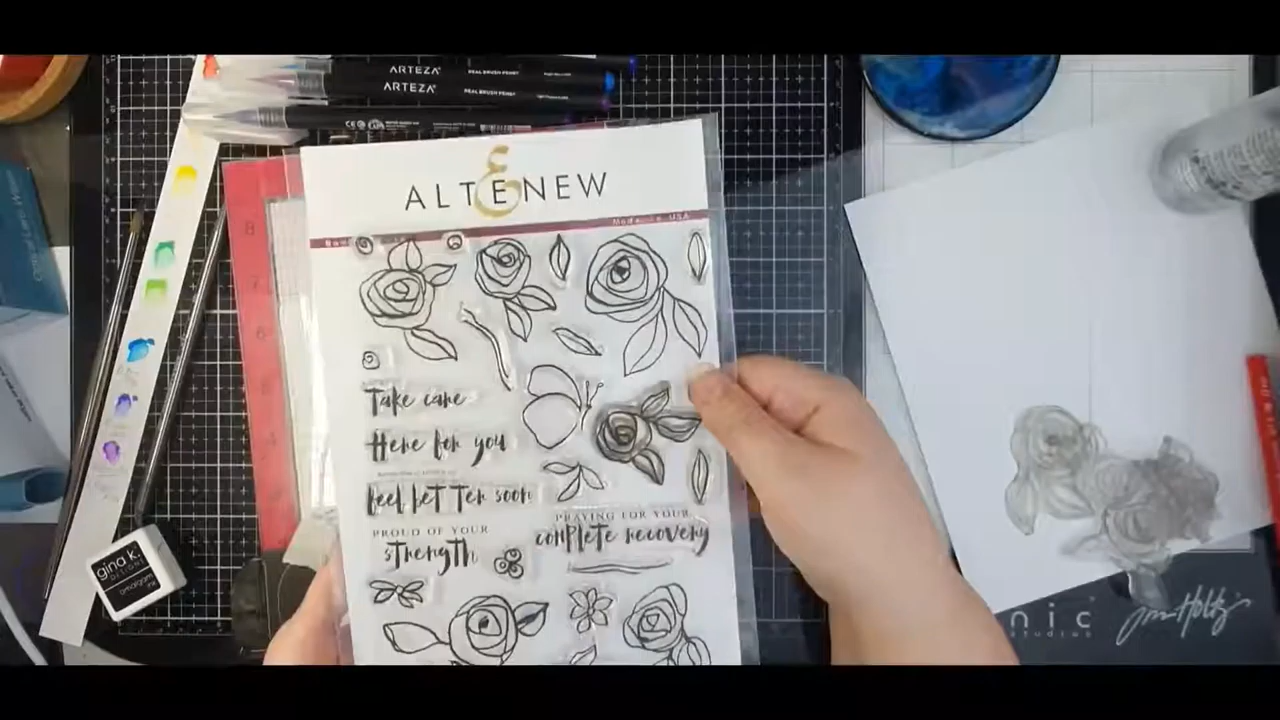 ARTEZA REAL BRUSH PENS
ARTEZA REAL BRUSH PENS
ALTENEW
Made in USA
Take care
Here for you
feel better soon
PROUD OF YOUR
strength
PRAYING FOR YOUR
complete recovery
gina k.
DESIGNS
amalgam
ink
Tim Holtz
studios